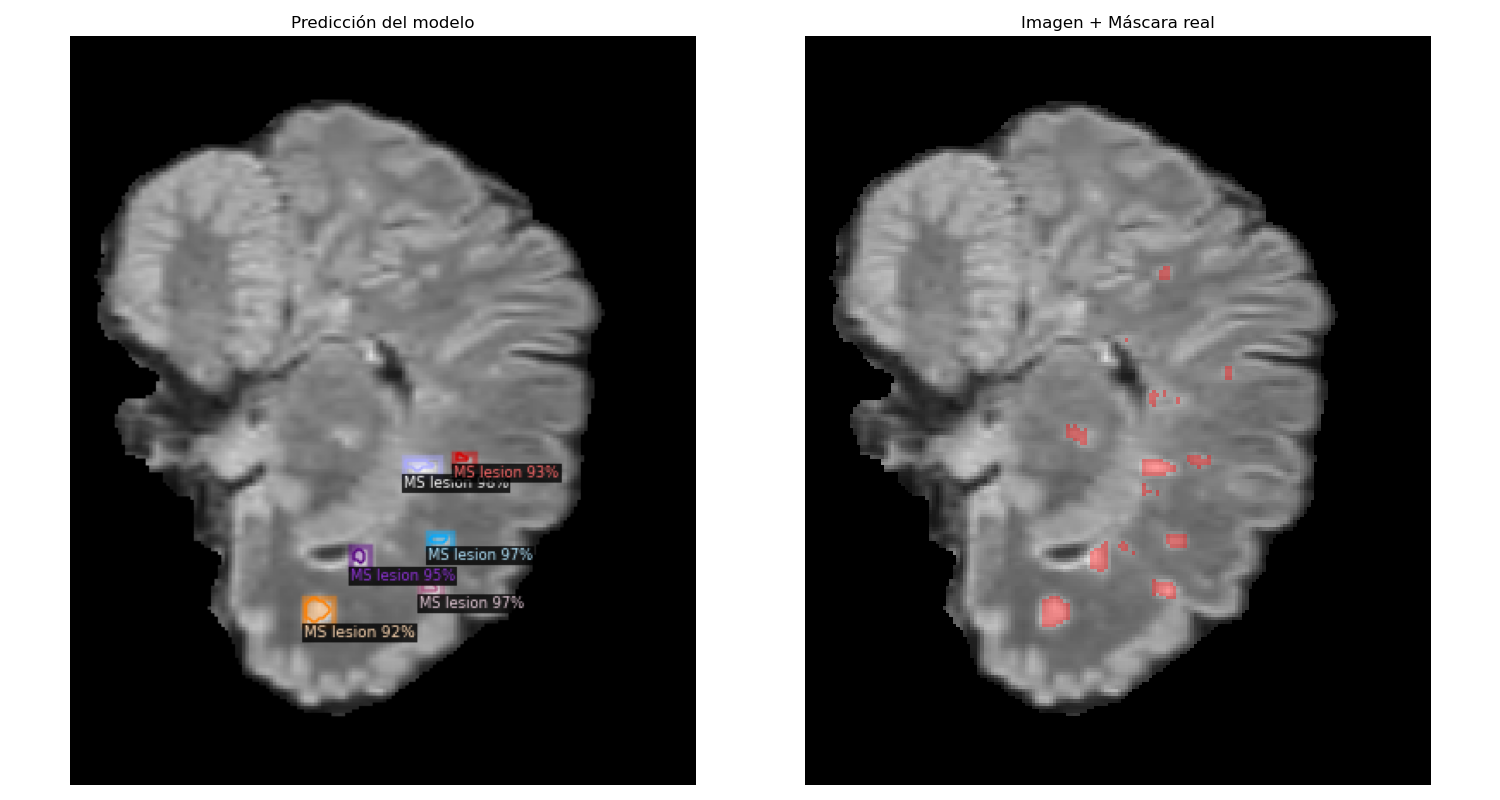 Predicción del modelo
Imagen + Máscara real
MS lesion 93%
MS lesion 98%
MS lesion 97%
MS lesion 95%
MS lesion 97%
MS lesion 92%